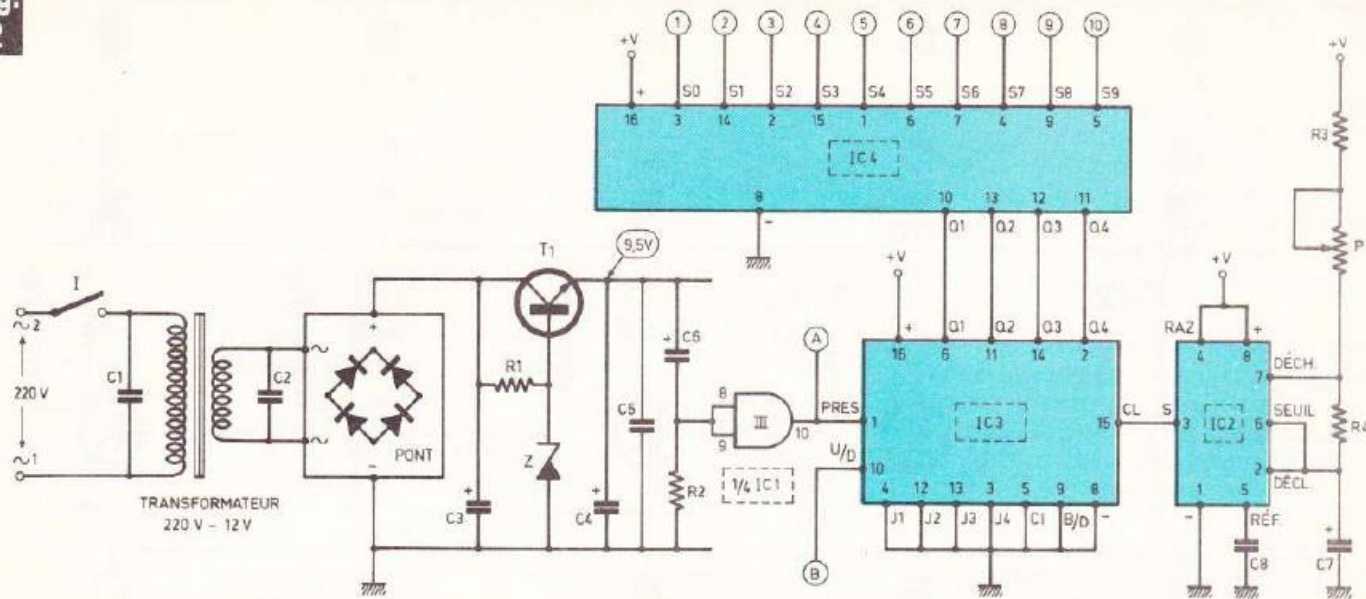 1 2 3 4 5 6 7 8 9 10
+V
+ S0 S1 S2 S3 S4 S5 S6 S7 S8 S9
16 3 14 2 15 1 6 7 4 9 5
IC4
8 10 13 12 11
- Q1 Q2 Q3 Q4
+V
R3
P
I
2
220 V
1
C1
C2
TRANSFORMATEUR
220 V - 12 V
+
-
PONT
T1
9,5V
R1
Z
C3
C4
C5
C6
R2
8
9
III
10
1/4 IC1
A
B
+V
+ Q1 Q2 Q3 Q4
16 6 11 14 2
PRES 1
IC3
15 CL
U/D
10
4 12 13 3 5 9 8
J1 J2 J3 J4 C1 B/D -
+V
RAZ +
4 8
DÉCH.
7
S 3
IC2
SEUIL
6
2
DÉCL.
1 5
- RÉF.
C8
R4
C7